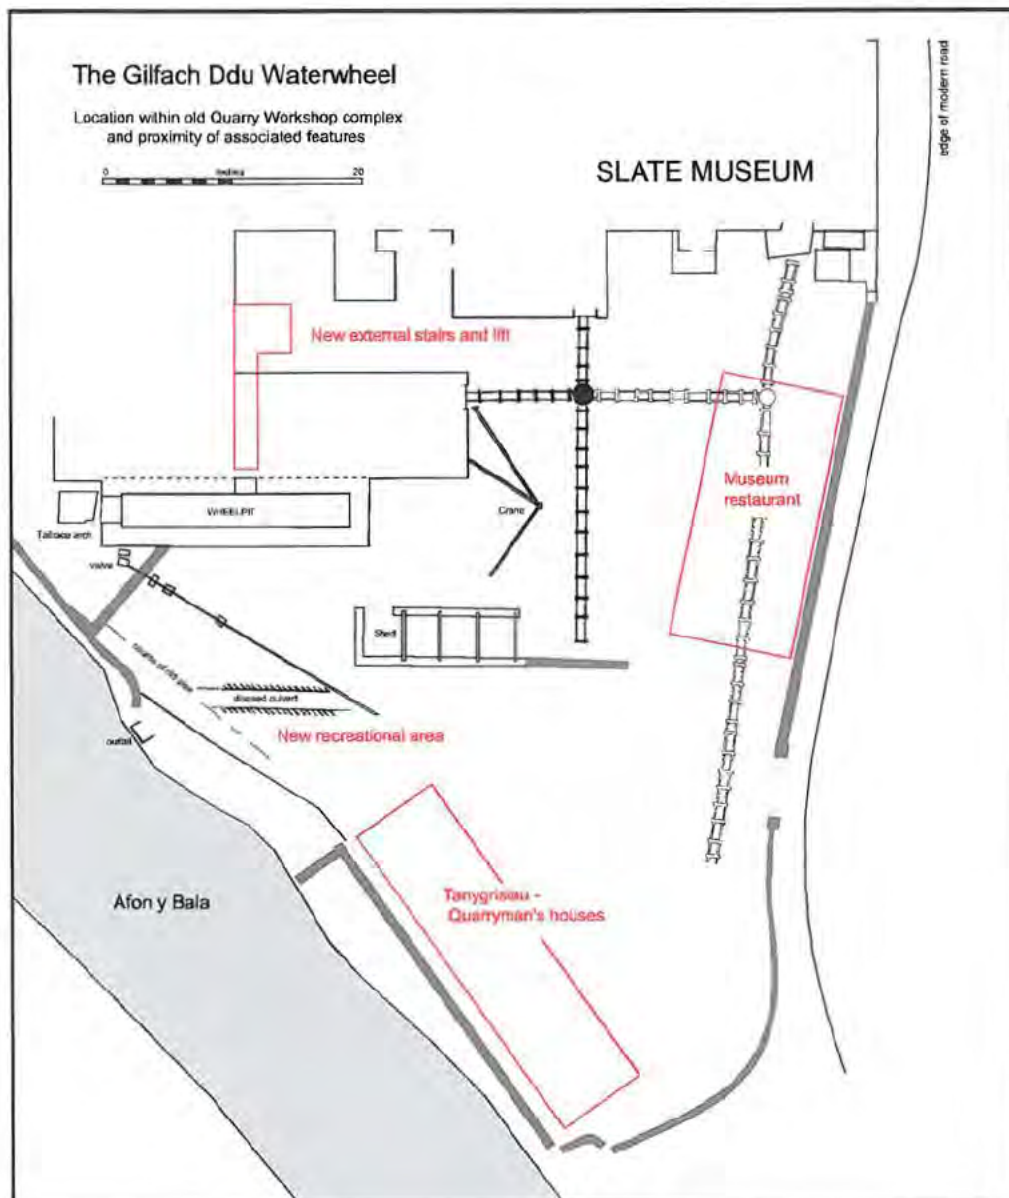 The Gilfach Ddu Waterwheel
Location within old Quarry Workshop complex
and proximity of associated features
0
metres
20
edge of modern road
SLATE MUSEUM
New external stairs and lift
Museum
restaurant
Crane
WHEELPIT
Tailrace arch
valve
Shed
disused culvert
outfall
New recreational area
Afon y Bala
Tanygrisiau -
Quarryman's houses